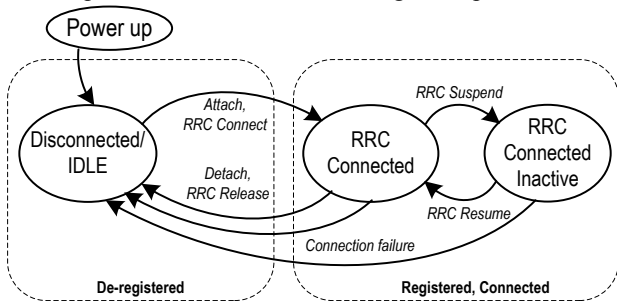 Power up
Attach,
RRC Connect
RRC Suspend
Disconnected/
IDLE
RRC
Connected
RRC
Connected
Inactive
Detach,
RRC Release
RRC Resume
Connection failure
De-registered
Registered, Connected